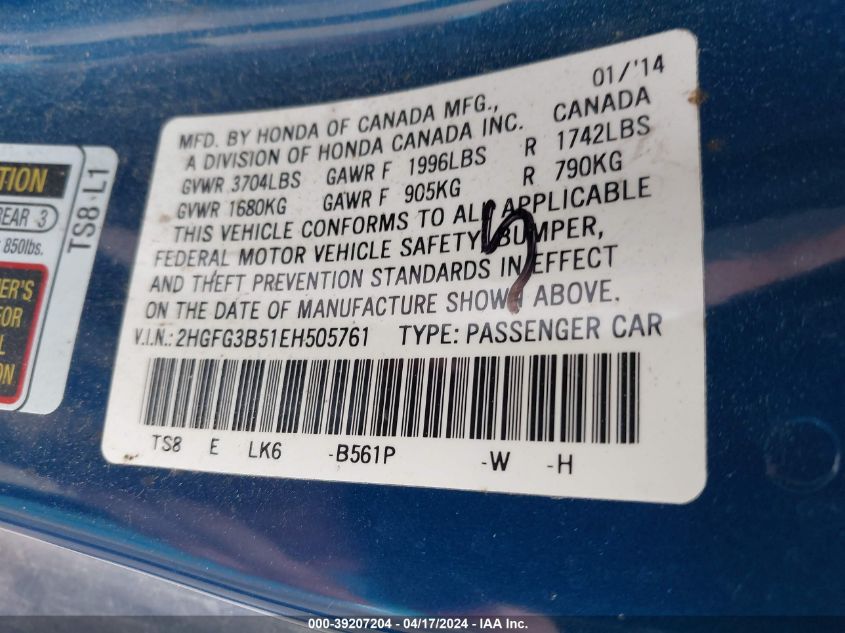 TION
REAR 3
850lbs.
ER'S
FOR
L
ON
TS8 L1
01/'14
MFD. BY HONDA OF CANADA MFG., CANADA
A DIVISION OF HONDA CANADA INC.
GVWR 3704LBS GAWR F 1996LBS R 1742LBS
GVWR 1680KG GAWR F 905KG R 790KG
THIS VEHICLE CONFORMS TO ALL APPLICABLE
FEDERAL MOTOR VEHICLE SAFETY, BUMPER,
AND THEFT PREVENTION STANDARDS IN EFFECT
ON THE DATE OF MANUFACTURE SHOWN ABOVE.
V.I.N.: 2HGFG3B51EH505761 TYPE: PASSENGER CAR
TS8 E LK6 -B561P -W -H
5
000-39207204 - 04/17/2024 - IAA Inc.